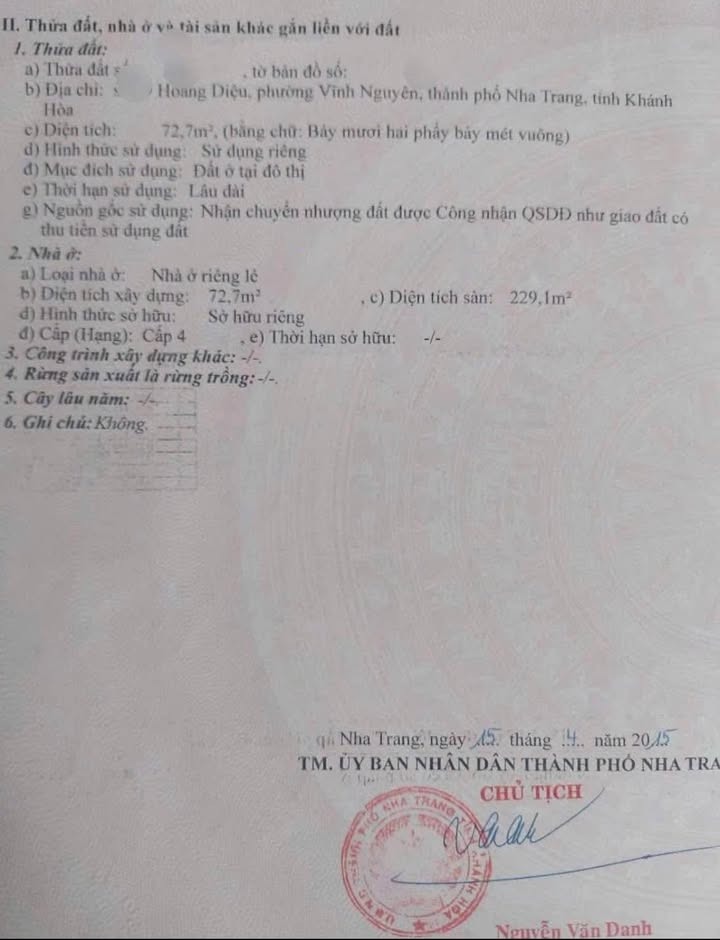 II. Thửa đất, nhà ở và tài sản khác gắn liền với đất
1. Thửa đất:
a) Thửa đất , tờ bản đồ số:
b) Địa chỉ: Hoàng Diệu, phường Vĩnh Nguyên, thành phố Nha Trang, tỉnh Khánh
Hòa
c) Diện tích: 72,7m², (bằng chữ: Bảy mươi hai phẩy bảy mét vuông)
d) Hình thức sử dụng: Sử dụng riêng
đ) Mục đích sử dụng: Đất ở tại đô thị
e) Thời hạn sử dụng: Lâu dài
g) Nguồn gốc sử dụng: Nhận chuyển nhượng đất được Công nhận QSDĐ như giao đất có
thu tiền sử dụng đất
2. Nhà ở:
a) Loại nhà ở: Nhà ở riêng lẻ
b) Diện tích xây dựng: 72,7m² , c) Diện tích sàn: 229,1m²
d) Hình thức sở hữu: Sở hữu riêng
đ) Cấp (Hạng): Cấp 4 , e) Thời hạn sở hữu: -/-
3. Công trình xây dựng khác: -/-.
4. Rừng sản xuất là rừng trồng: -/-.
5. Cây lâu năm: -/-.
6. Ghi chú: Không.
Nha Trang, ngày 15. tháng .4.. năm 2015
TM. ỦY BAN NHÂN DÂN THÀNH PHỐ NHA TRA
CHỦ TỊCH
U.B.N.D THÀNH PHỐ NHA TRANG TỈNH KHÁNH HÒA
Nguyễn Văn Danh